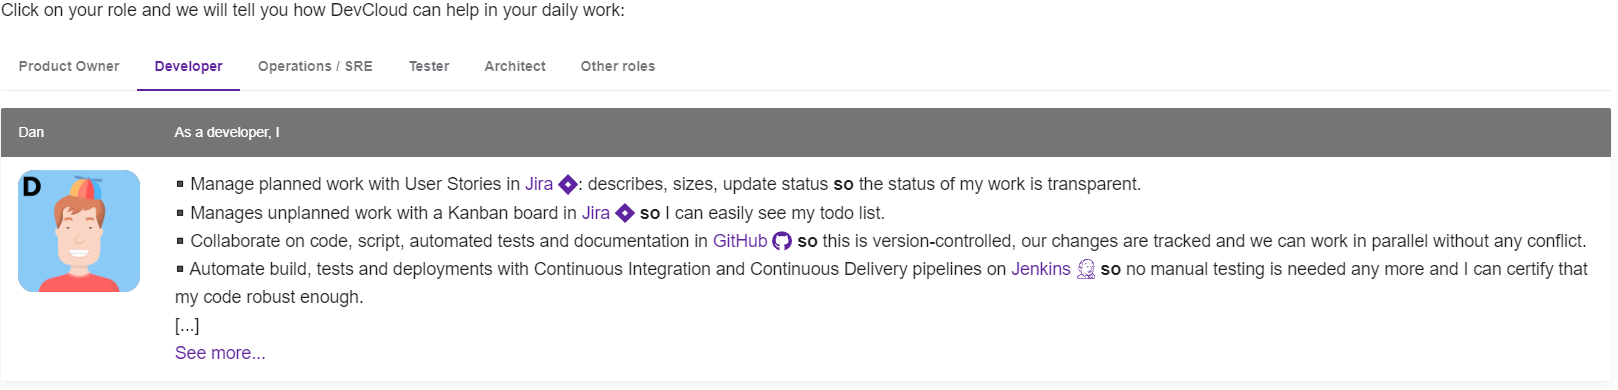 Click on your role and we will tell you how DevCloud can help in your daily work:
Product Owner Developer Operations / SRE Tester Architect Other roles
Dan As a developer, I
D
▪ Manage planned work with User Stories in Jira : describes, sizes, update status so the status of my work is transparent.
▪ Manages unplanned work with a Kanban board in Jira so I can easily see my todo list.
▪ Collaborate on code, script, automated tests and documentation in GitHub so this is version-controlled, our changes are tracked and we can work in parallel without any conflict.
▪ Automate build, tests and deployments with Continuous Integration and Continuous Delivery pipelines on Jenkins so no manual testing is needed any more and I can certify that
my code robust enough.
[...]
See more...